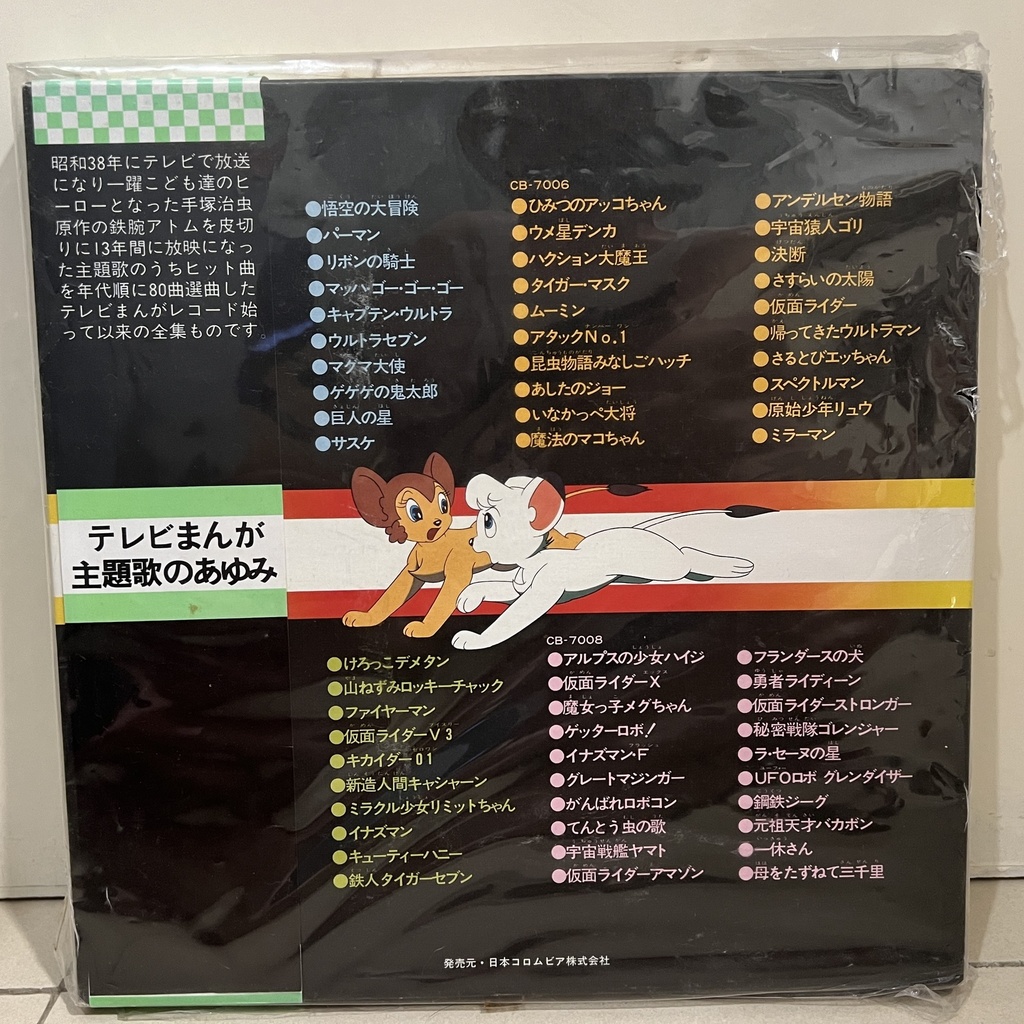 昭和38年にテレビで放送
になり一躍こども達のヒ
ーローとなった手塚治虫
原作の鉄腕アトムを皮切
りに13年間に放映になっ
た主題歌のうちヒット曲
を年代順に80曲選曲した
テレビまんがレコード始
って以来の全集ものです。
●悟空の大冒険
●パーマン
●リボンの騎士
●マッハ・ゴー・ゴー・ゴー
●キャプテン・ウルトラ
●ウルトラセブン
●マグマ大使
●ゲゲゲの鬼太郎
●巨人の星
●サスケ
CB-7006
●ひみつのアッコちゃん
●ウメ星デンカ
●ハクション大魔王
●タイガー・マスク
●ムーミン
●アタックNo.1
●昆虫物語みなしごハッチ
●あしたのジョー
●いなかっぺ大将
●魔法のマコちゃん
●アンデルセン物語
●宇宙猿人ゴリ
●決断
●さすらいの太陽
●仮面ライダー
●帰ってきたウルトラマン
●さるとびエッちゃん
●スペクトルマン
●原始少年リュウ
●ミラーマン
テレビまんが
主題歌のあゆみ
●けろっこデメタン
●山ねずみロッキーチャック
●ファイヤーマン
●仮面ライダーV3
●キカイダー01
●新造人間キャシャーン
●ミラクル少女リミットちゃん
●イナズマン
●キューティーハニー
●鉄人タイガーセブン
CB-7008
●アルプスの少女ハイジ
●仮面ライダーX
●魔女っ子メグちゃん
●ゲッターロボ!
●イナズマン・F
●グレートマジンガー
●がんばれロボコン
●てんとう虫の歌
●宇宙戦艦ヤマト
●仮面ライダーアマゾン
●フランダースの犬
●勇者ライディーン
●仮面ライダーストロンガー
●秘密戦隊ゴレンジャー
●ラ・セーヌの星
●UFOロボ グレンダイザー
●鋼鉄ジーグ
●元祖天才バカボン
●一休さん
●母をたずねて三千里
発売元・日本コロムビア株式会社